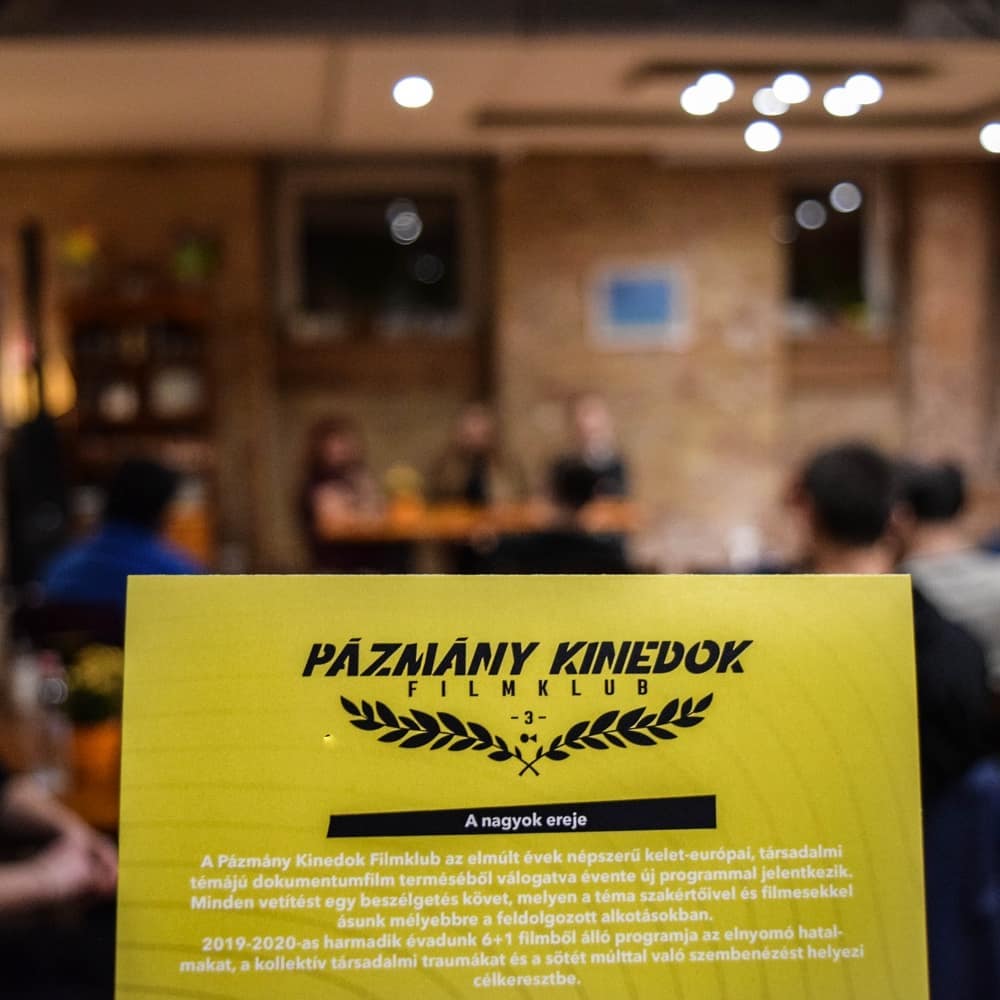 PÁZMÁNY KINEDOK
FILMKLUB
-3-
A nagyok ereje
A Pázmány Kinedok Filmklub az elmúlt évek népszerű kelet-európai, társadalmi
témájú dokumentumfilm terméséből válogatva évente új programmal jelentkezik.
Minden vetítést egy beszélgetés követ, melyen a téma szakértőivel és filmesekkel
ásunk mélyebbre a feldolgozott alkotásokban.
2019-2020-as harmadik évadunk 6+1 filmből álló programja az elnyomó hatal-
makat, a kollektív társadalmi traumákat és a sötét múlttal való szembenézést helyezi
célkeresztbe.